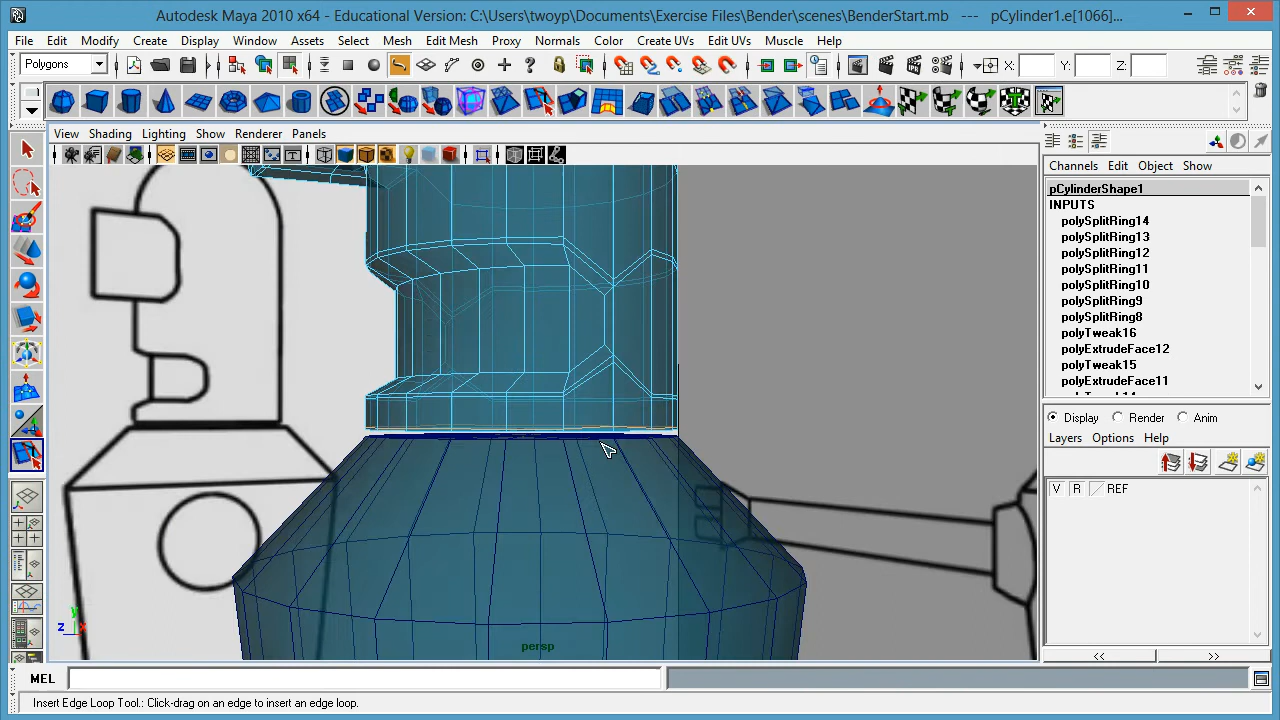 Autodesk Maya 2010 x64 - Educational Version: C:\Users\twoyp\Documents\Exercise Files\Bender\scenes\BenderStart.mb --- pCylinder1.e[1066]...
File Edit Modify Create Display Window Assets Select Mesh Edit Mesh Proxy Normals Color Create UVs Edit UVs Muscle Help
Polygons X: Y: Z:
View Shading Lighting Show Renderer Panels
Channels Edit Object Show
pCylinderShape1
INPUTS
polySplitRing14
polySplitRing13
polySplitRing12
polySplitRing11
polySplitRing10
polySplitRing9
polySplitRing8
polyTweak16
polyExtrudeFace12
polyTweak15
polyExtrudeFace11
Display Render Anim
Layers Options Help
V R REF
y
z x
persp
<< >>
MEL
Insert Edge Loop Tool.: Click-drag on an edge to insert an edge loop.